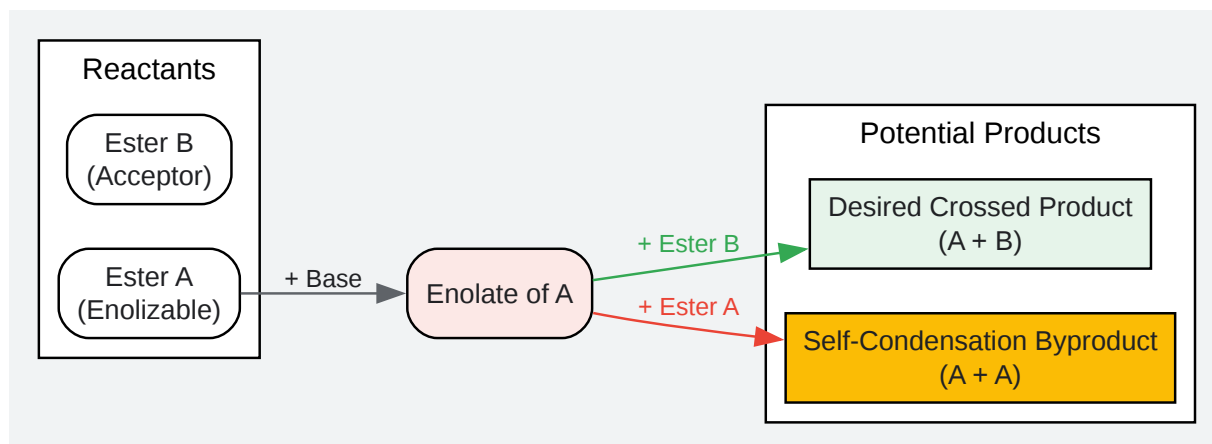 Reactants
Ester B
(Acceptor)
Ester A
(Enolizable)
+ Base
Enolate of A
+ Ester B
+ Ester A
Potential Products
Desired Crossed Product
(A + B)
Self-Condensation Byproduct
(A + A)